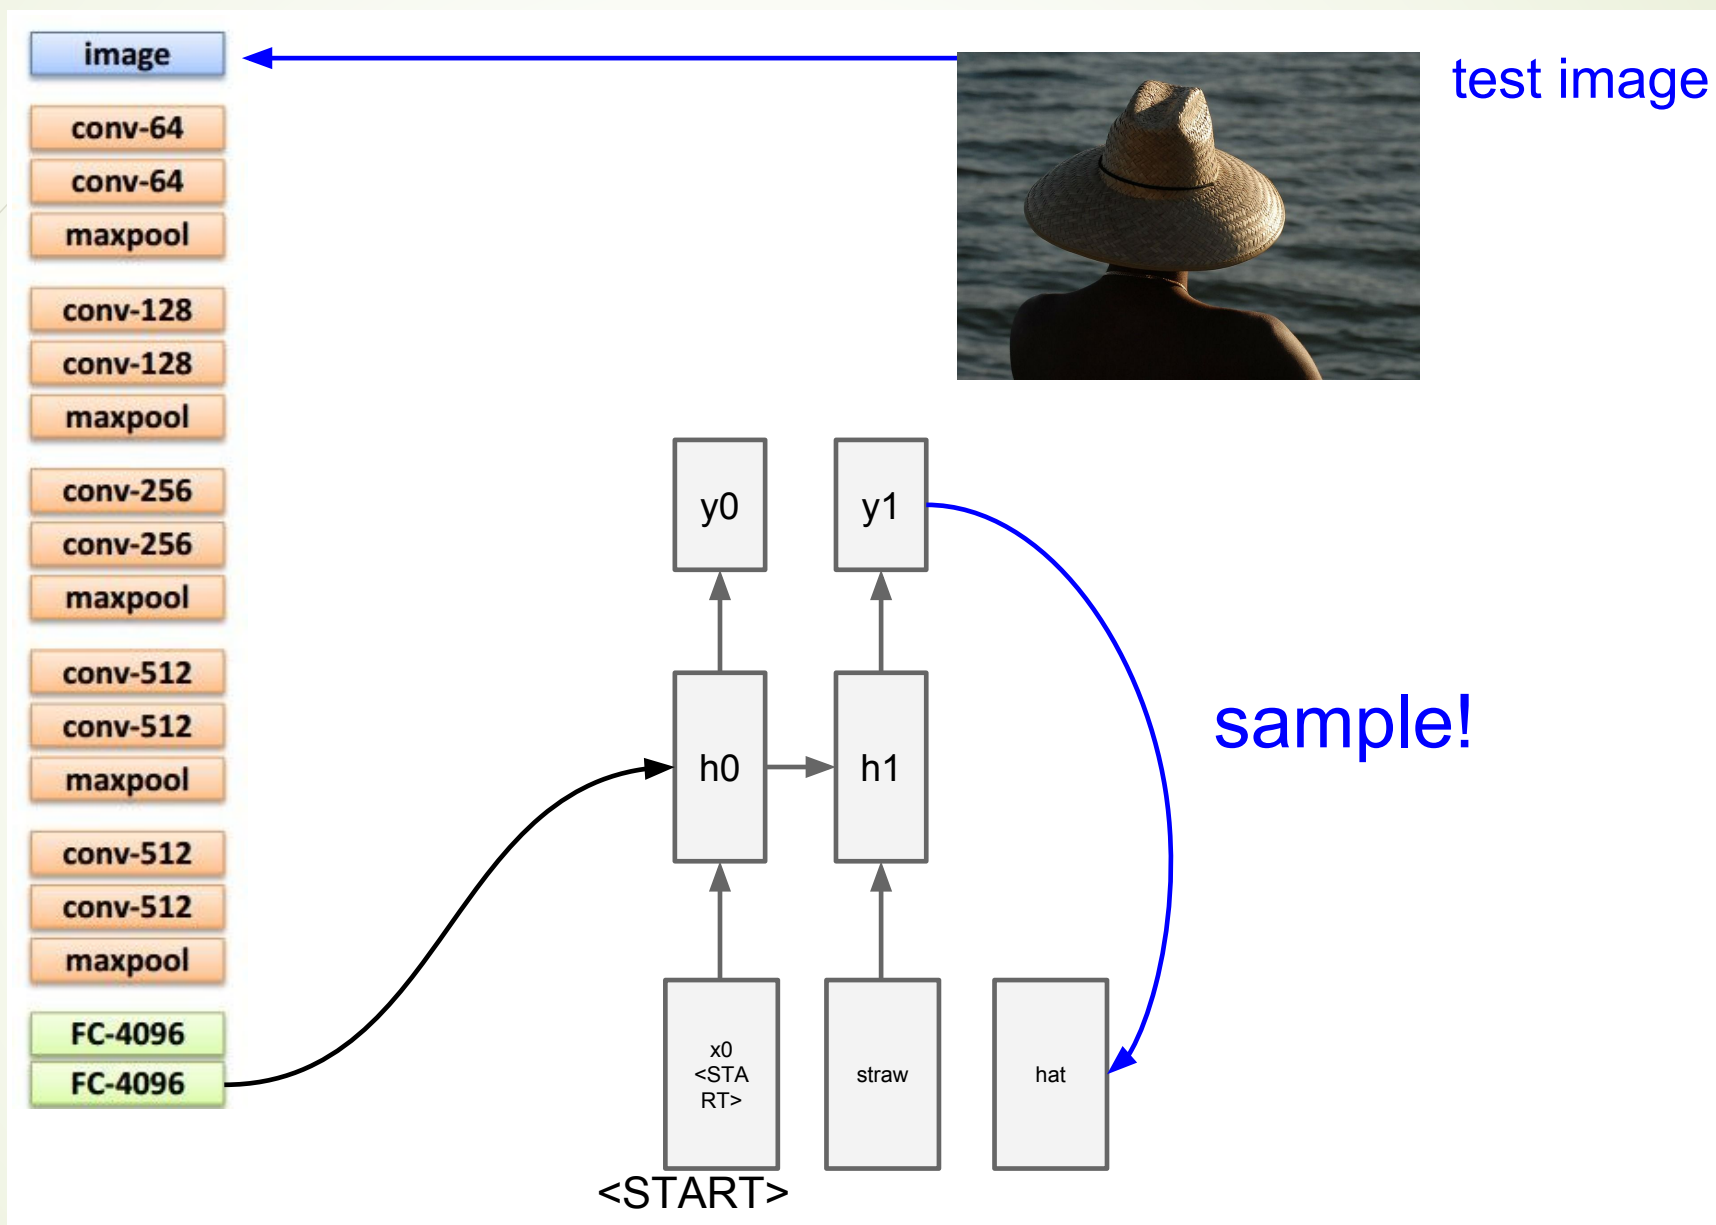 image
conv-64
conv-64
maxpool
conv-128
conv-128
maxpool
conv-256
conv-256
maxpool
conv-512
conv-512
maxpool
conv-512
conv-512
maxpool
FC-4096
FC-4096
test image
y0
y1
h0
h1
sample!
x0
<STA
RT>
straw
hat
<START>